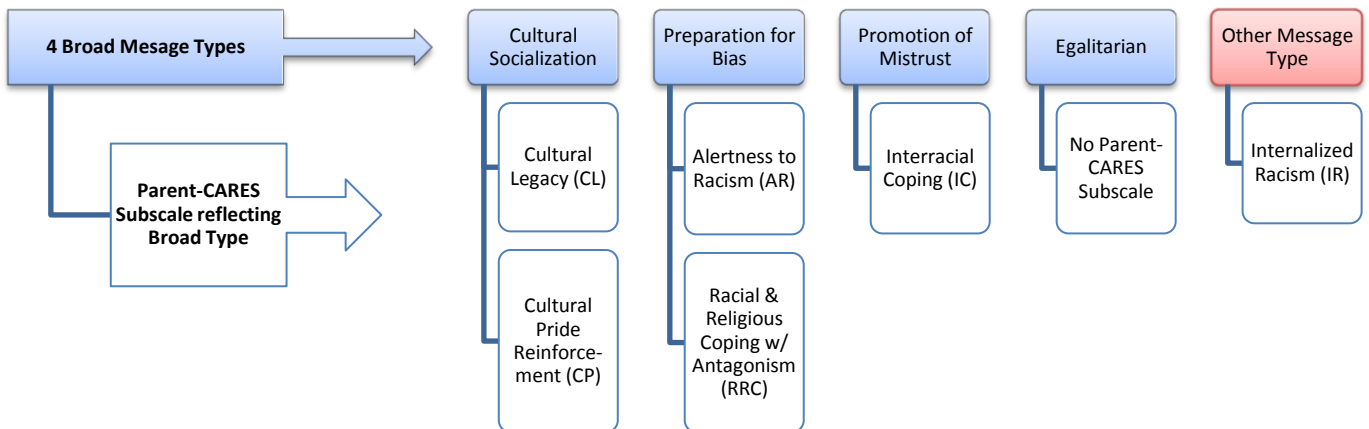 4 Broad Mesage Types
Cultural
Socialization
Preparation for
Bias
Promotion of
Mistrust
Egalitarian
Other Message
Type
Parent-CARES
Subscale reflecting
Broad Type
Cultural
Legacy (CL)
Alertness to
Racism (AR)
Interracial
Coping (IC)
No Parent-
CARES
Subscale
Internalized
Racism (IR)
Cultural
Pride
Reinforce-
ment (CP)
Racial &
Religious
Coping w/
Antagonism
(RRC)